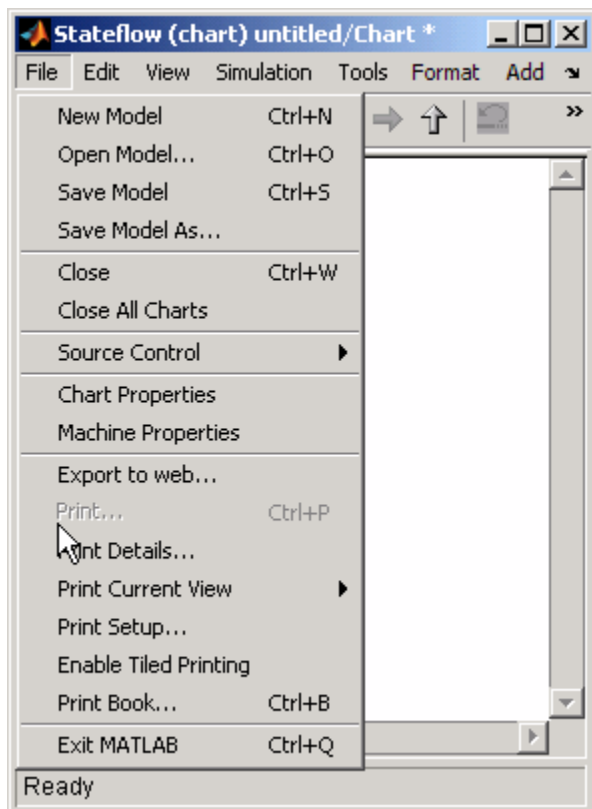 Stateflow (chart) untitled/Chart *
File Edit View Simulation Tools Format Add
New Model Ctrl+N
Open Model... Ctrl+O
Save Model Ctrl+S
Save Model As...
Close Ctrl+W
Close All Charts
Source Control
Chart Properties
Machine Properties
Export to web...
Print... Ctrl+P
Print Details...
Print Current View
Print Setup...
Enable Tiled Printing
Print Book... Ctrl+B
Exit MATLAB Ctrl+Q
Ready